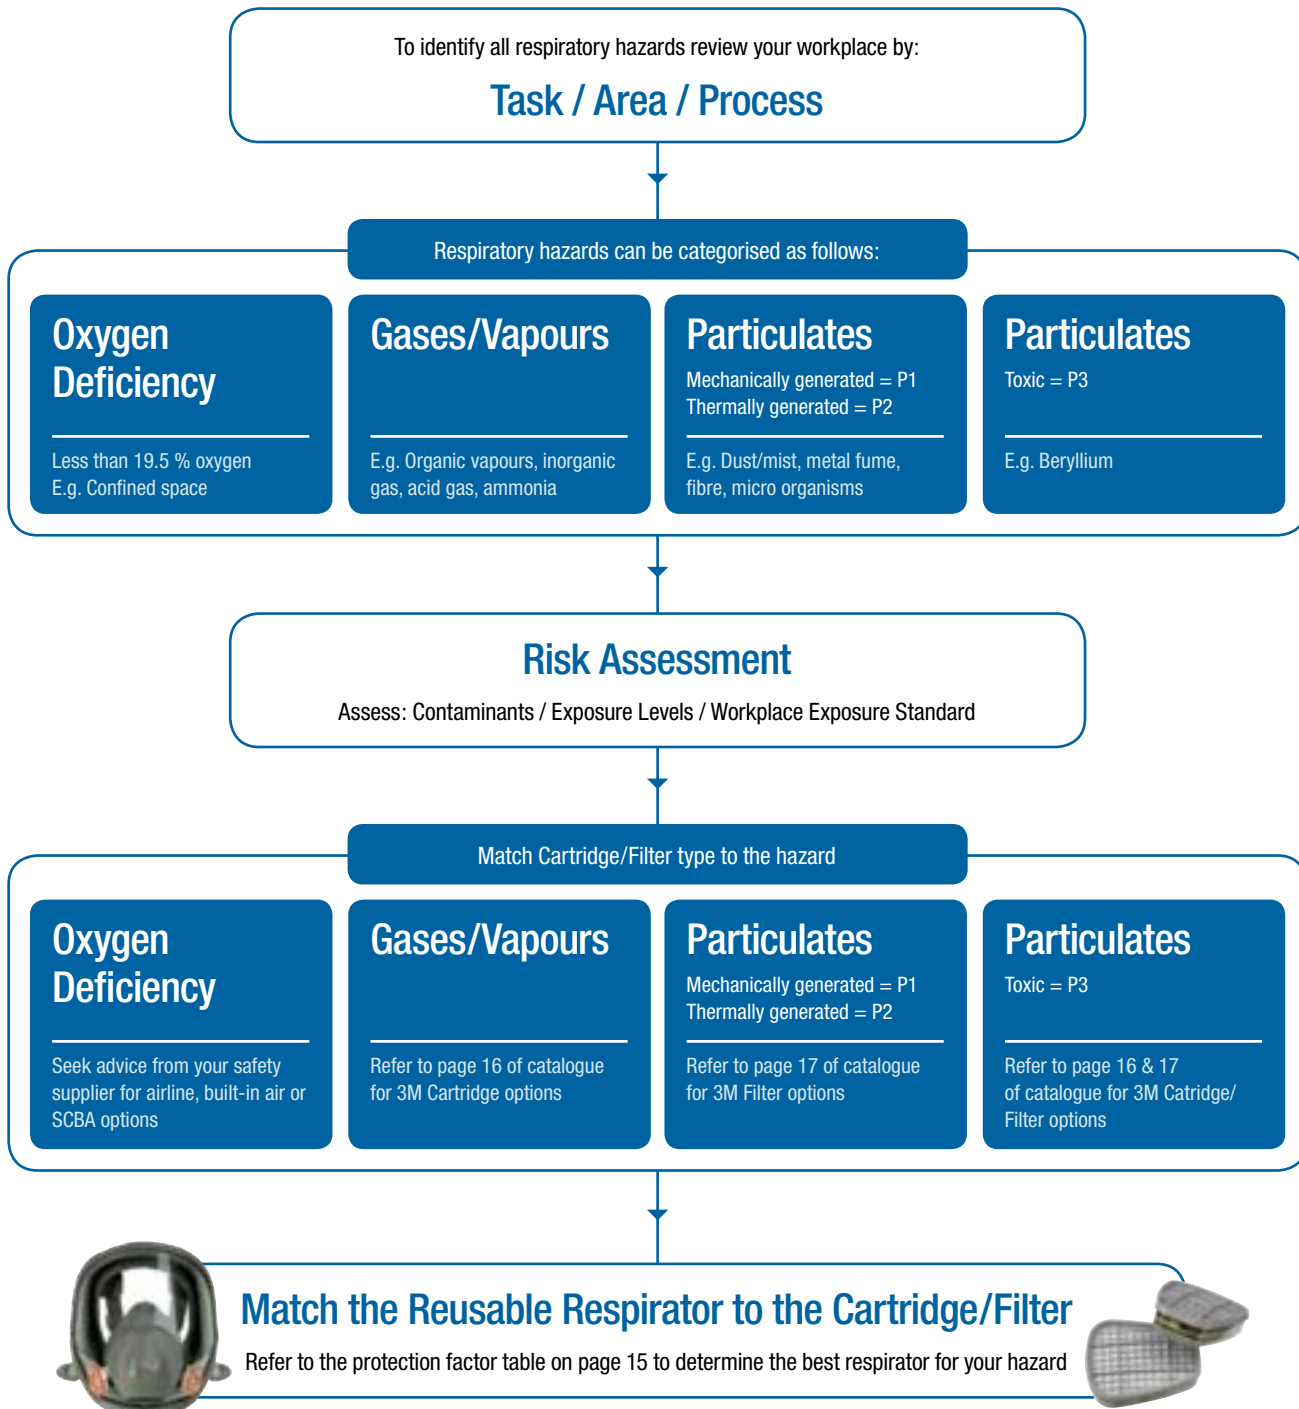 To identify all respiratory hazards review your workplace by:
Task / Area / Process
Respiratory hazards can be categorised as follows:
Oxygen
Deficiency
Less than 19.5 % oxygen
E.g. Confined space
Gases/Vapours
E.g. Organic vapours, inorganic
gas, acid gas, ammonia
Particulates
Mechanically generated = P1
Thermally generated = P2
E.g. Dust/mist, metal fume,
fibre, micro organisms
Particulates
Toxic = P3
E.g. Beryllium
Risk Assessment
Assess: Contaminants / Exposure Levels / Workplace Exposure Standard
Match Cartridge/Filter type to the hazard
Oxygen
Deficiency
Seek advice from your safety
supplier for airline, built-in air or
SCBA options
Gases/Vapours
Refer to page 16 of catalogue
for 3M Cartridge options
Particulates
Mechanically generated = P1
Thermally generated = P2
Refer to page 17 of catalogue
for 3M Filter options
Particulates
Toxic = P3
Refer to page 16 & 17
of catalogue for 3M Catridge/
Filter options
Match the Reusable Respirator to the Cartridge/Filter
Refer to the protection factor table on page 15 to determine the best respirator for your hazard